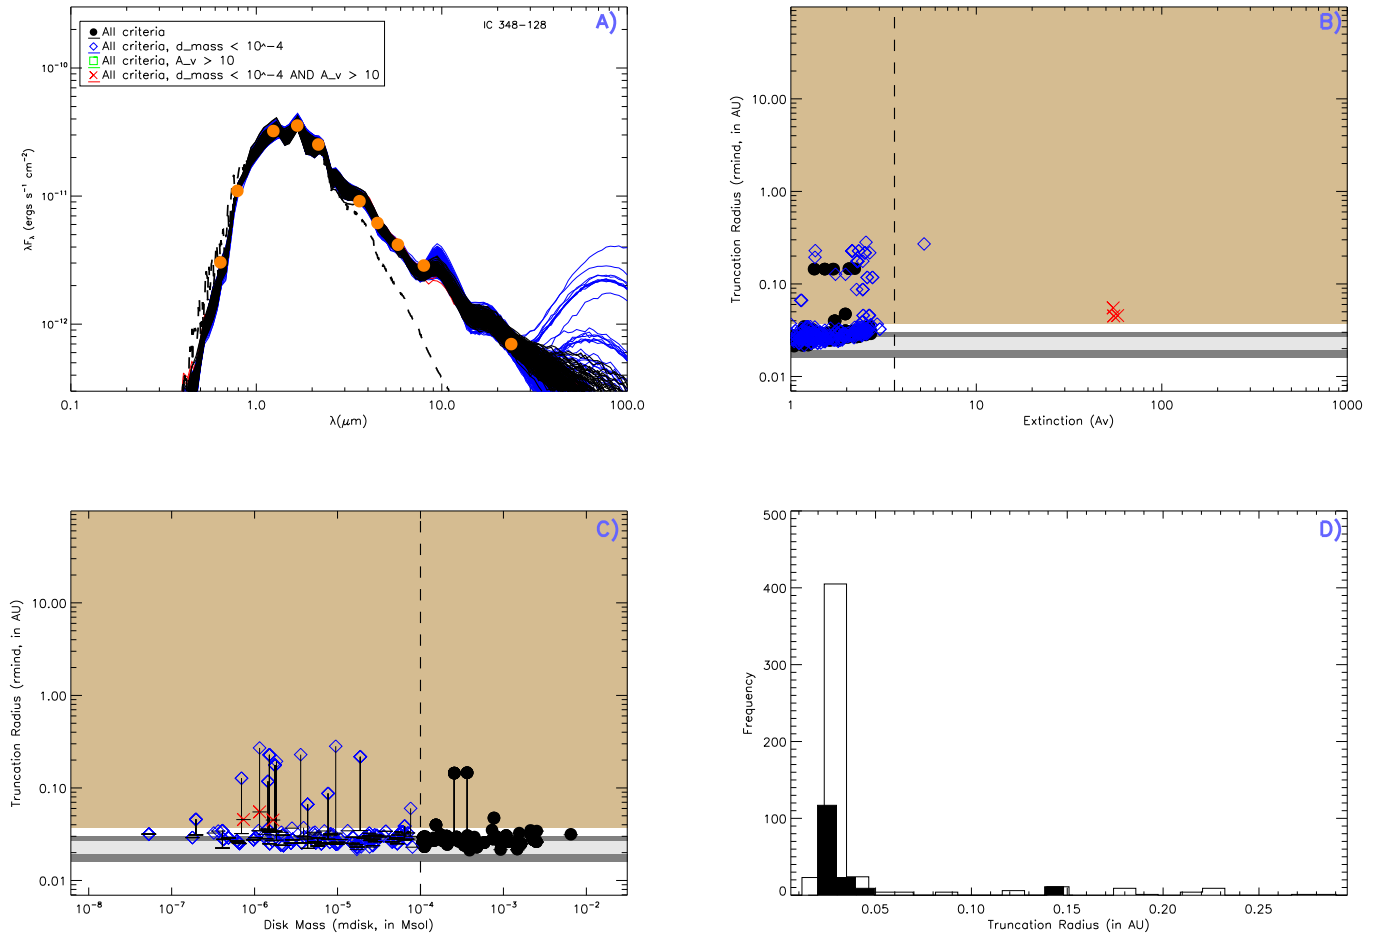 A)
IC 348-128
All criteria
All criteria, d_mass < 10^-4
All criteria, A_v > 10
All criteria, d_mass < 10^-4 AND A_v > 10
10⁻¹⁰
10⁻¹¹
10⁻¹²
λFλ (ergs s⁻¹ cm⁻²)
0.1 1.0 10.0 100.0
λ(μm)
B)
10.00
1.00
0.10
0.01
Truncation Radius (rmind, in AU)
1 10 100 1000
Extinction (Av)
C)
10.00
1.00
0.10
0.01
Truncation Radius (rmind, in AU)
10⁻⁸ 10⁻⁷ 10⁻⁶ 10⁻⁵ 10⁻⁴ 10⁻³ 10⁻²
Disk Mass (mdisk, in Msol)
D)
500
400
300
200
100
0
Frequency
0.05 0.10 0.15 0.20 0.25
Truncation Radius (in AU)